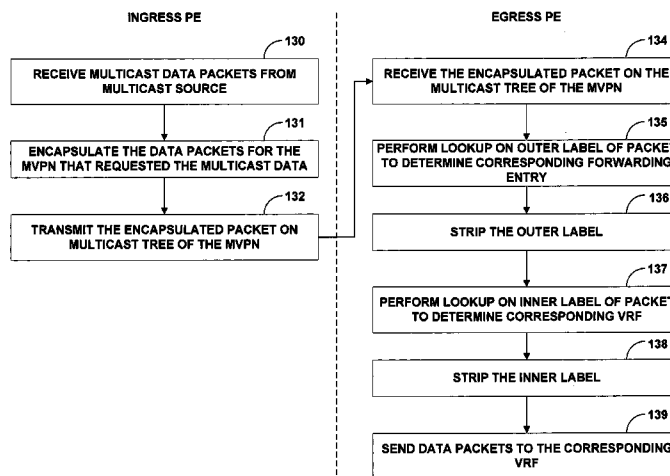 INGRESS PE
130
RECEIVE MULTICAST DATA PACKETS FROM
MULTICAST SOURCE
131
ENCAPSULATE THE DATA PACKETS FOR THE
MVPN THAT REQUESTED THE MULTICAST DATA
132
TRANSMIT THE ENCAPSULATED PACKET ON
MULTICAST TREE OF THE MVPN
EGRESS PE
134
RECEIVE THE ENCAPSULATED PACKET ON THE
MULTICAST TREE OF THE MVPN
135
PERFORM LOOKUP ON OUTER LABEL OF PACKET
TO DETERMINE CORRESPONDING FORWARDING
ENTRY
136
STRIP THE OUTER LABEL
137
PERFORM LOOKUP ON INNER LABEL OF PACKET
TO DETERMINE CORRESPONDING VRF
138
STRIP THE INNER LABEL
139
SEND DATA PACKETS TO THE CORRESPONDING
VRF